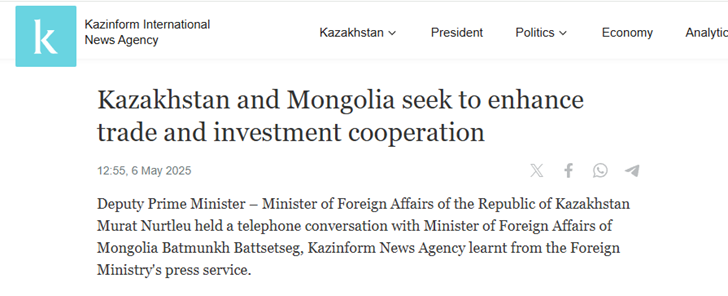 k
Kazinform International
News Agency
Kazakhstan President Politics Economy Analytic
Kazakhstan and Mongolia seek to enhance
trade and investment cooperation
12:55, 6 May 2025
Deputy Prime Minister – Minister of Foreign Affairs of the Republic of Kazakhstan
Murat Nurtleu held a telephone conversation with Minister of Foreign Affairs of
Mongolia Batmunkh Battsetseg, Kazinform News Agency learnt from the Foreign
Ministry's press service.